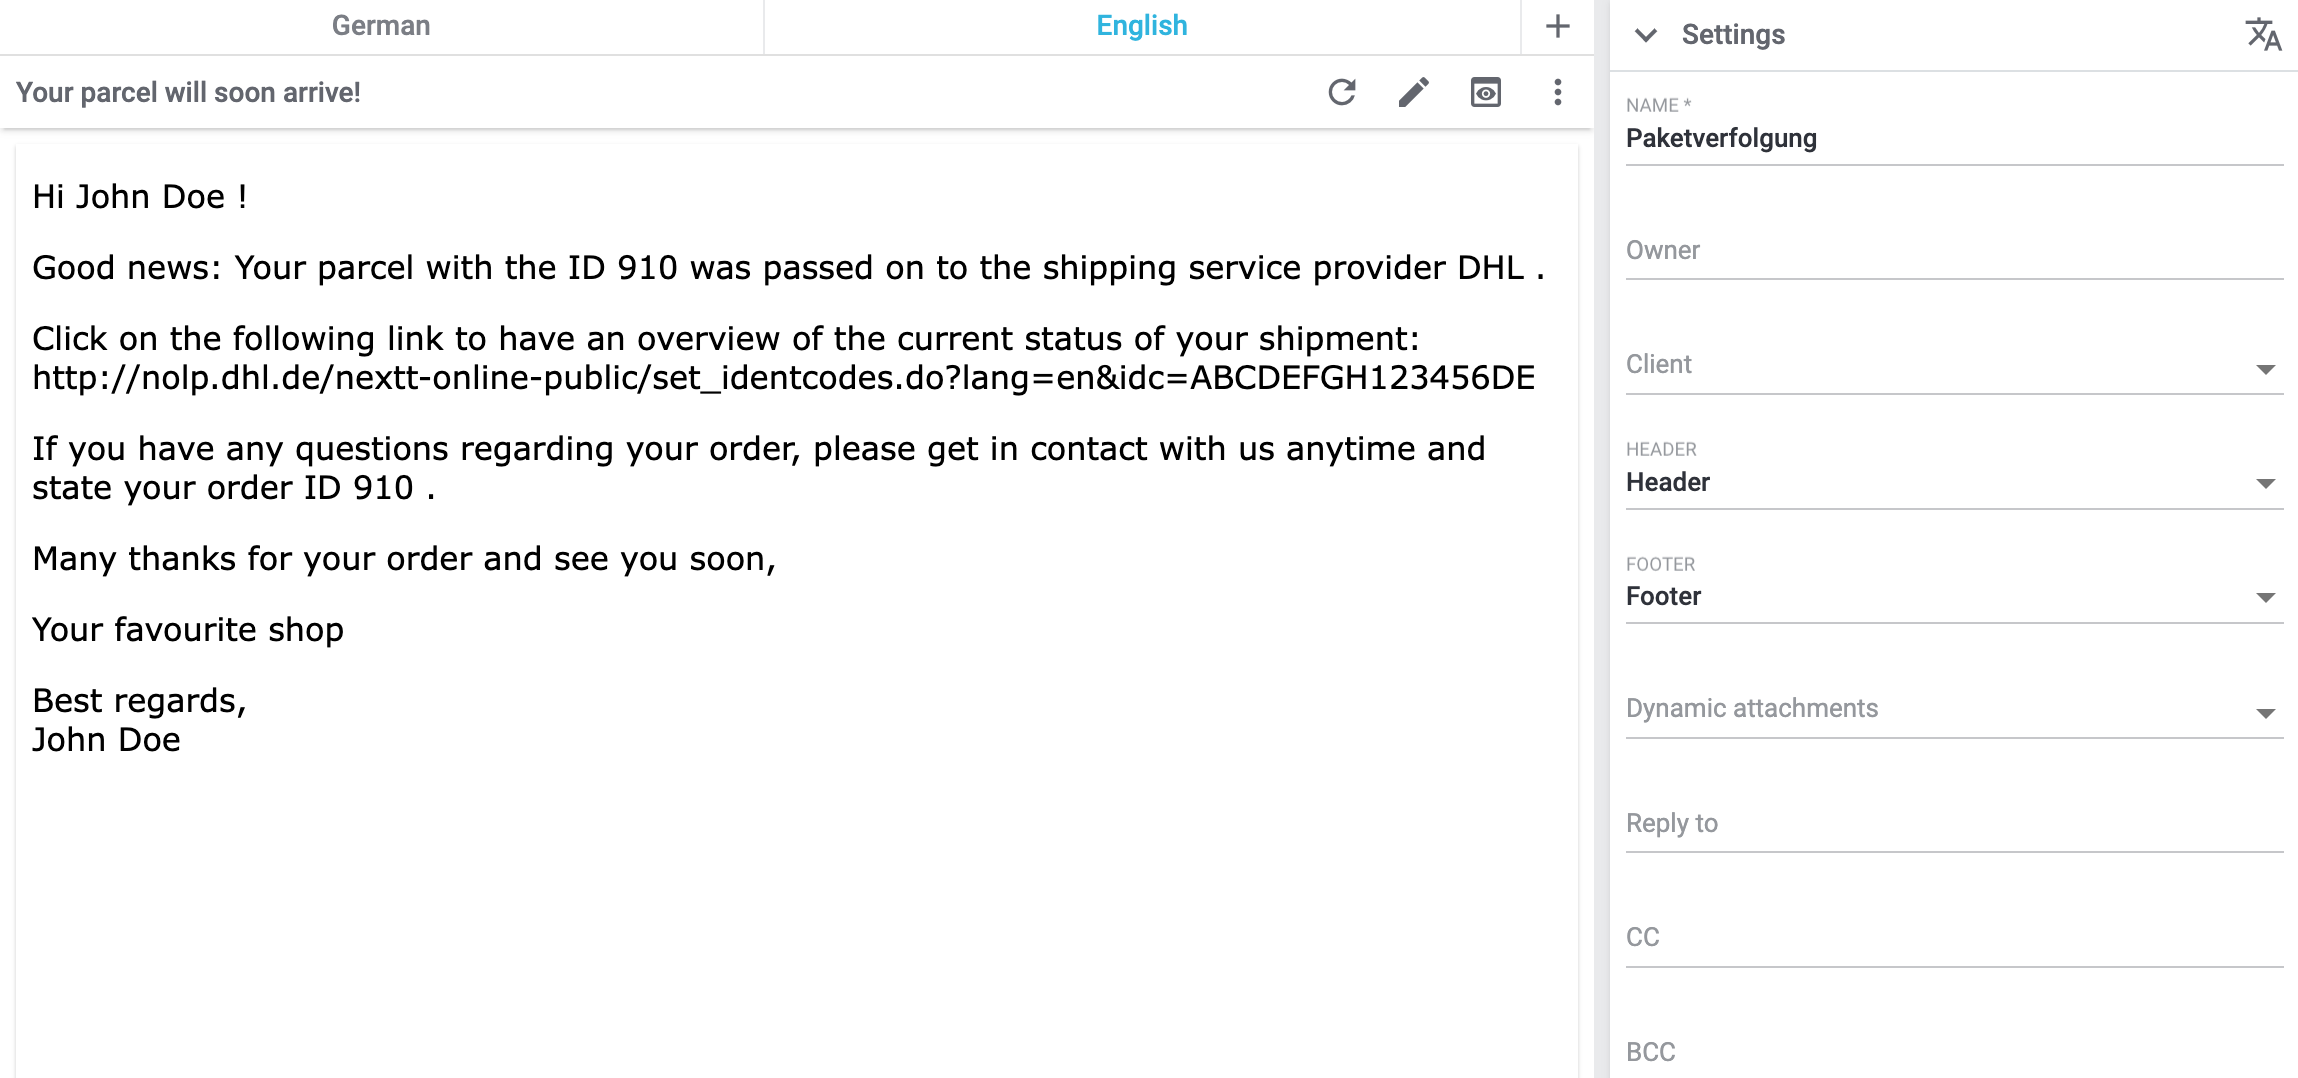 German
English
Your parcel will soon arrive!
Hi John Doe !
Good news: Your parcel with the ID 910 was passed on to the shipping service provider DHL .
Click on the following link to have an overview of the current status of your shipment:
http://nolp.dhl.de/nextt-online-public/set_identcodes.do?lang=en&idc=ABCDEFGH123456DE
If you have any questions regarding your order, please get in contact with us anytime and
state your order ID 910 .
Many thanks for your order and see you soon,
Your favourite shop
Best regards,
John Doe
Settings
NAME *
Paketverfolgung
Owner
Client
HEADER
Header
FOOTER
Footer
Dynamic attachments
Reply to
CC
BCC